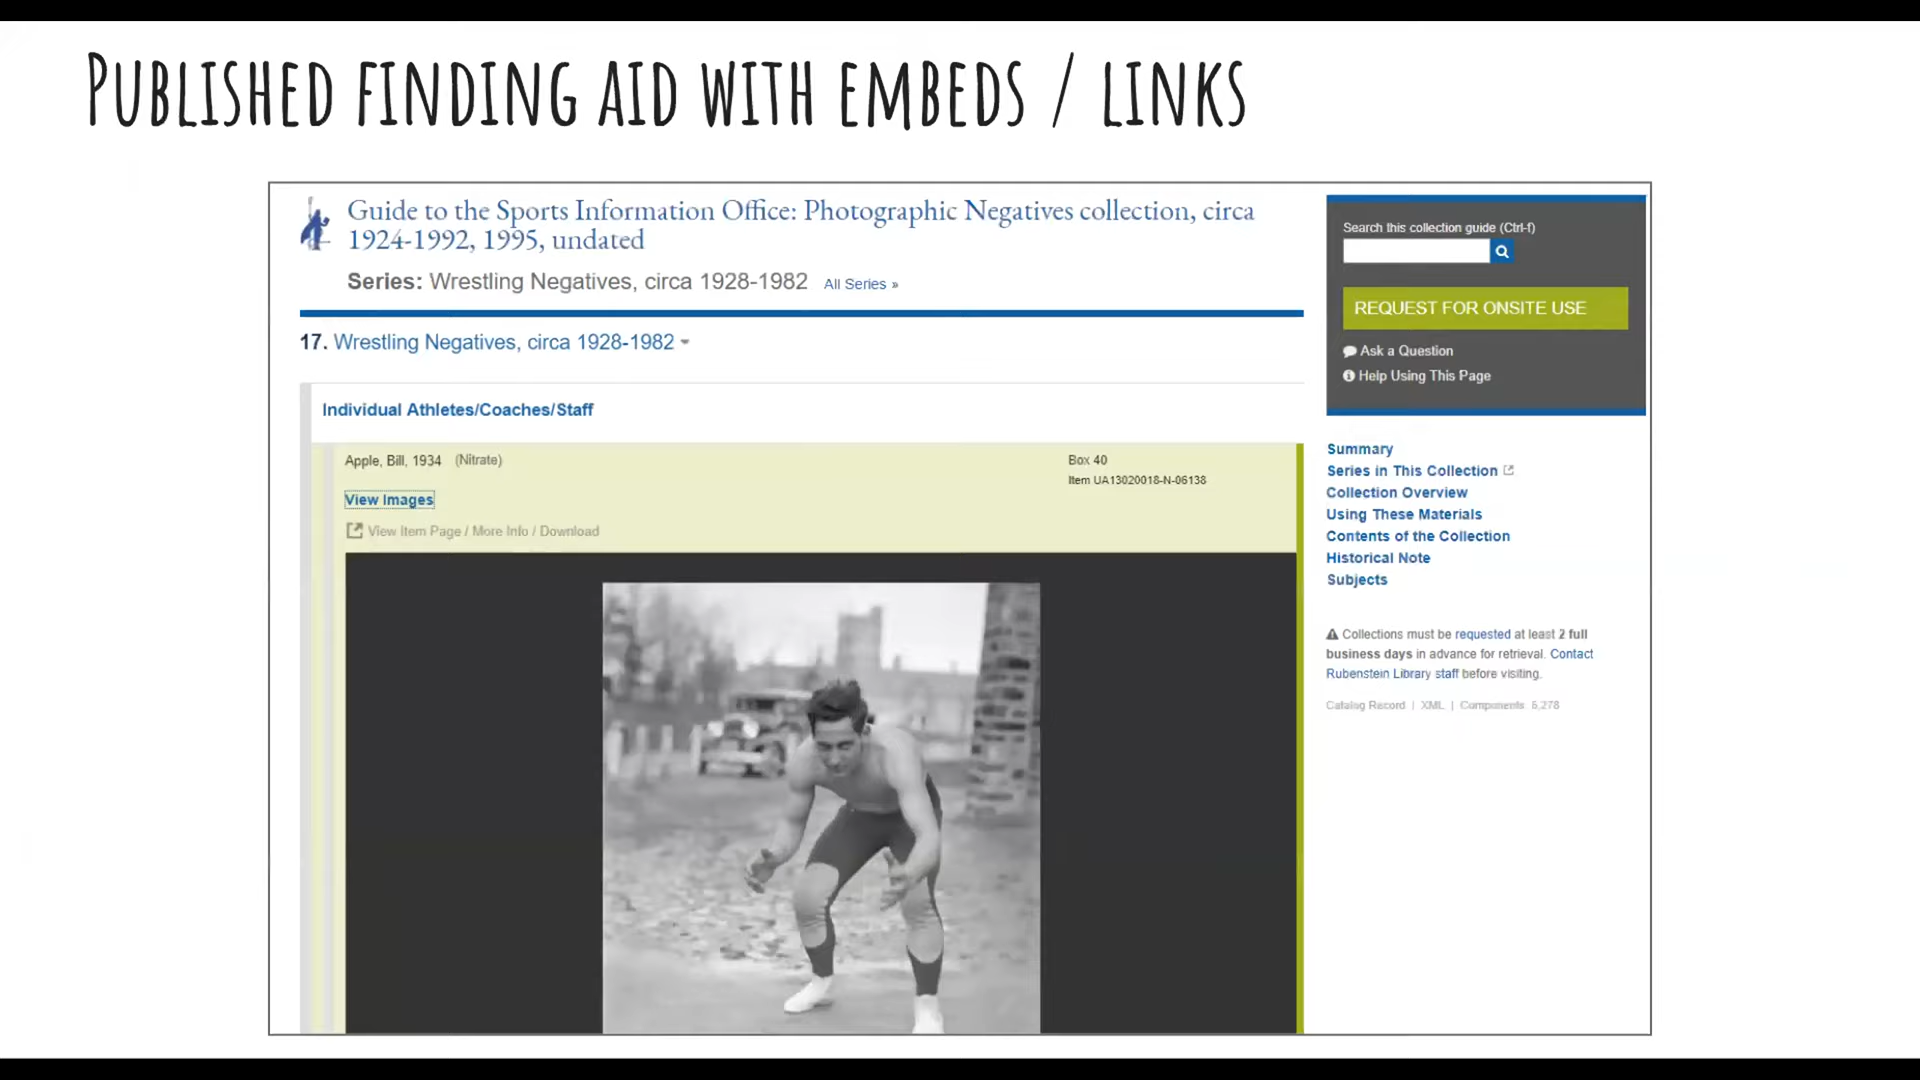 PUBLISHED FINDING AID WITH EMBEDS / LINKS
Guide to the Sports Information Office: Photographic Negatives collection, circa
1924-1992, 1995, undated
Series: Wrestling Negatives, circa 1928-1982 All Series »
17. Wrestling Negatives, circa 1928-1982
Individual Athletes/Coaches/Staff
Apple, Bill, 1934 (Nitrate)
Box 40
Item UA13020018-N-06138
View Images
View Item Page / More Info / Download
Search this collection guide (Ctrl-f)
REQUEST FOR ONSITE USE
Ask a Question
Help Using This Page
Summary
Series in This Collection
Collection Overview
Using These Materials
Contents of the Collection
Historical Note
Subjects
Collections must be requested at least 2 full
business days in advance for retrieval. Contact
Rubenstein Library staff before visiting.
Catalog Record | XML | Components 6,278